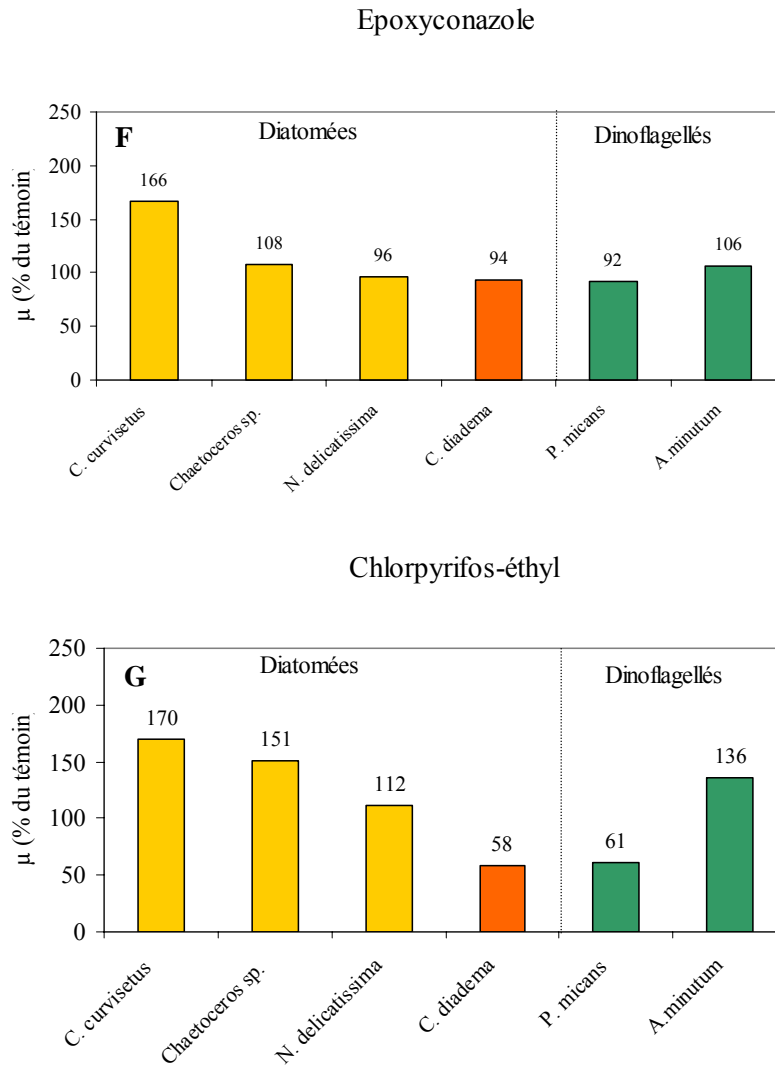 Epoxyconazole
250
200
150
100
50
0
µ (% du témoin)
F
Diatomées
Dinoflagellés
166
108
96
94
92
106
C. curvisetus
Chaetoceros sp.
N. delicatissima
C. diadema
P. micans
A.minutum
Chlorpyrifos-éthyl
250
200
150
100
50
0
µ (% du témoin)
G
Diatomées
Dinoflagellés
170
151
112
58
61
136
C. curvisetus
Chaetoceros sp.
N. delicatissima
C. diadema
P. micans
A.minutum